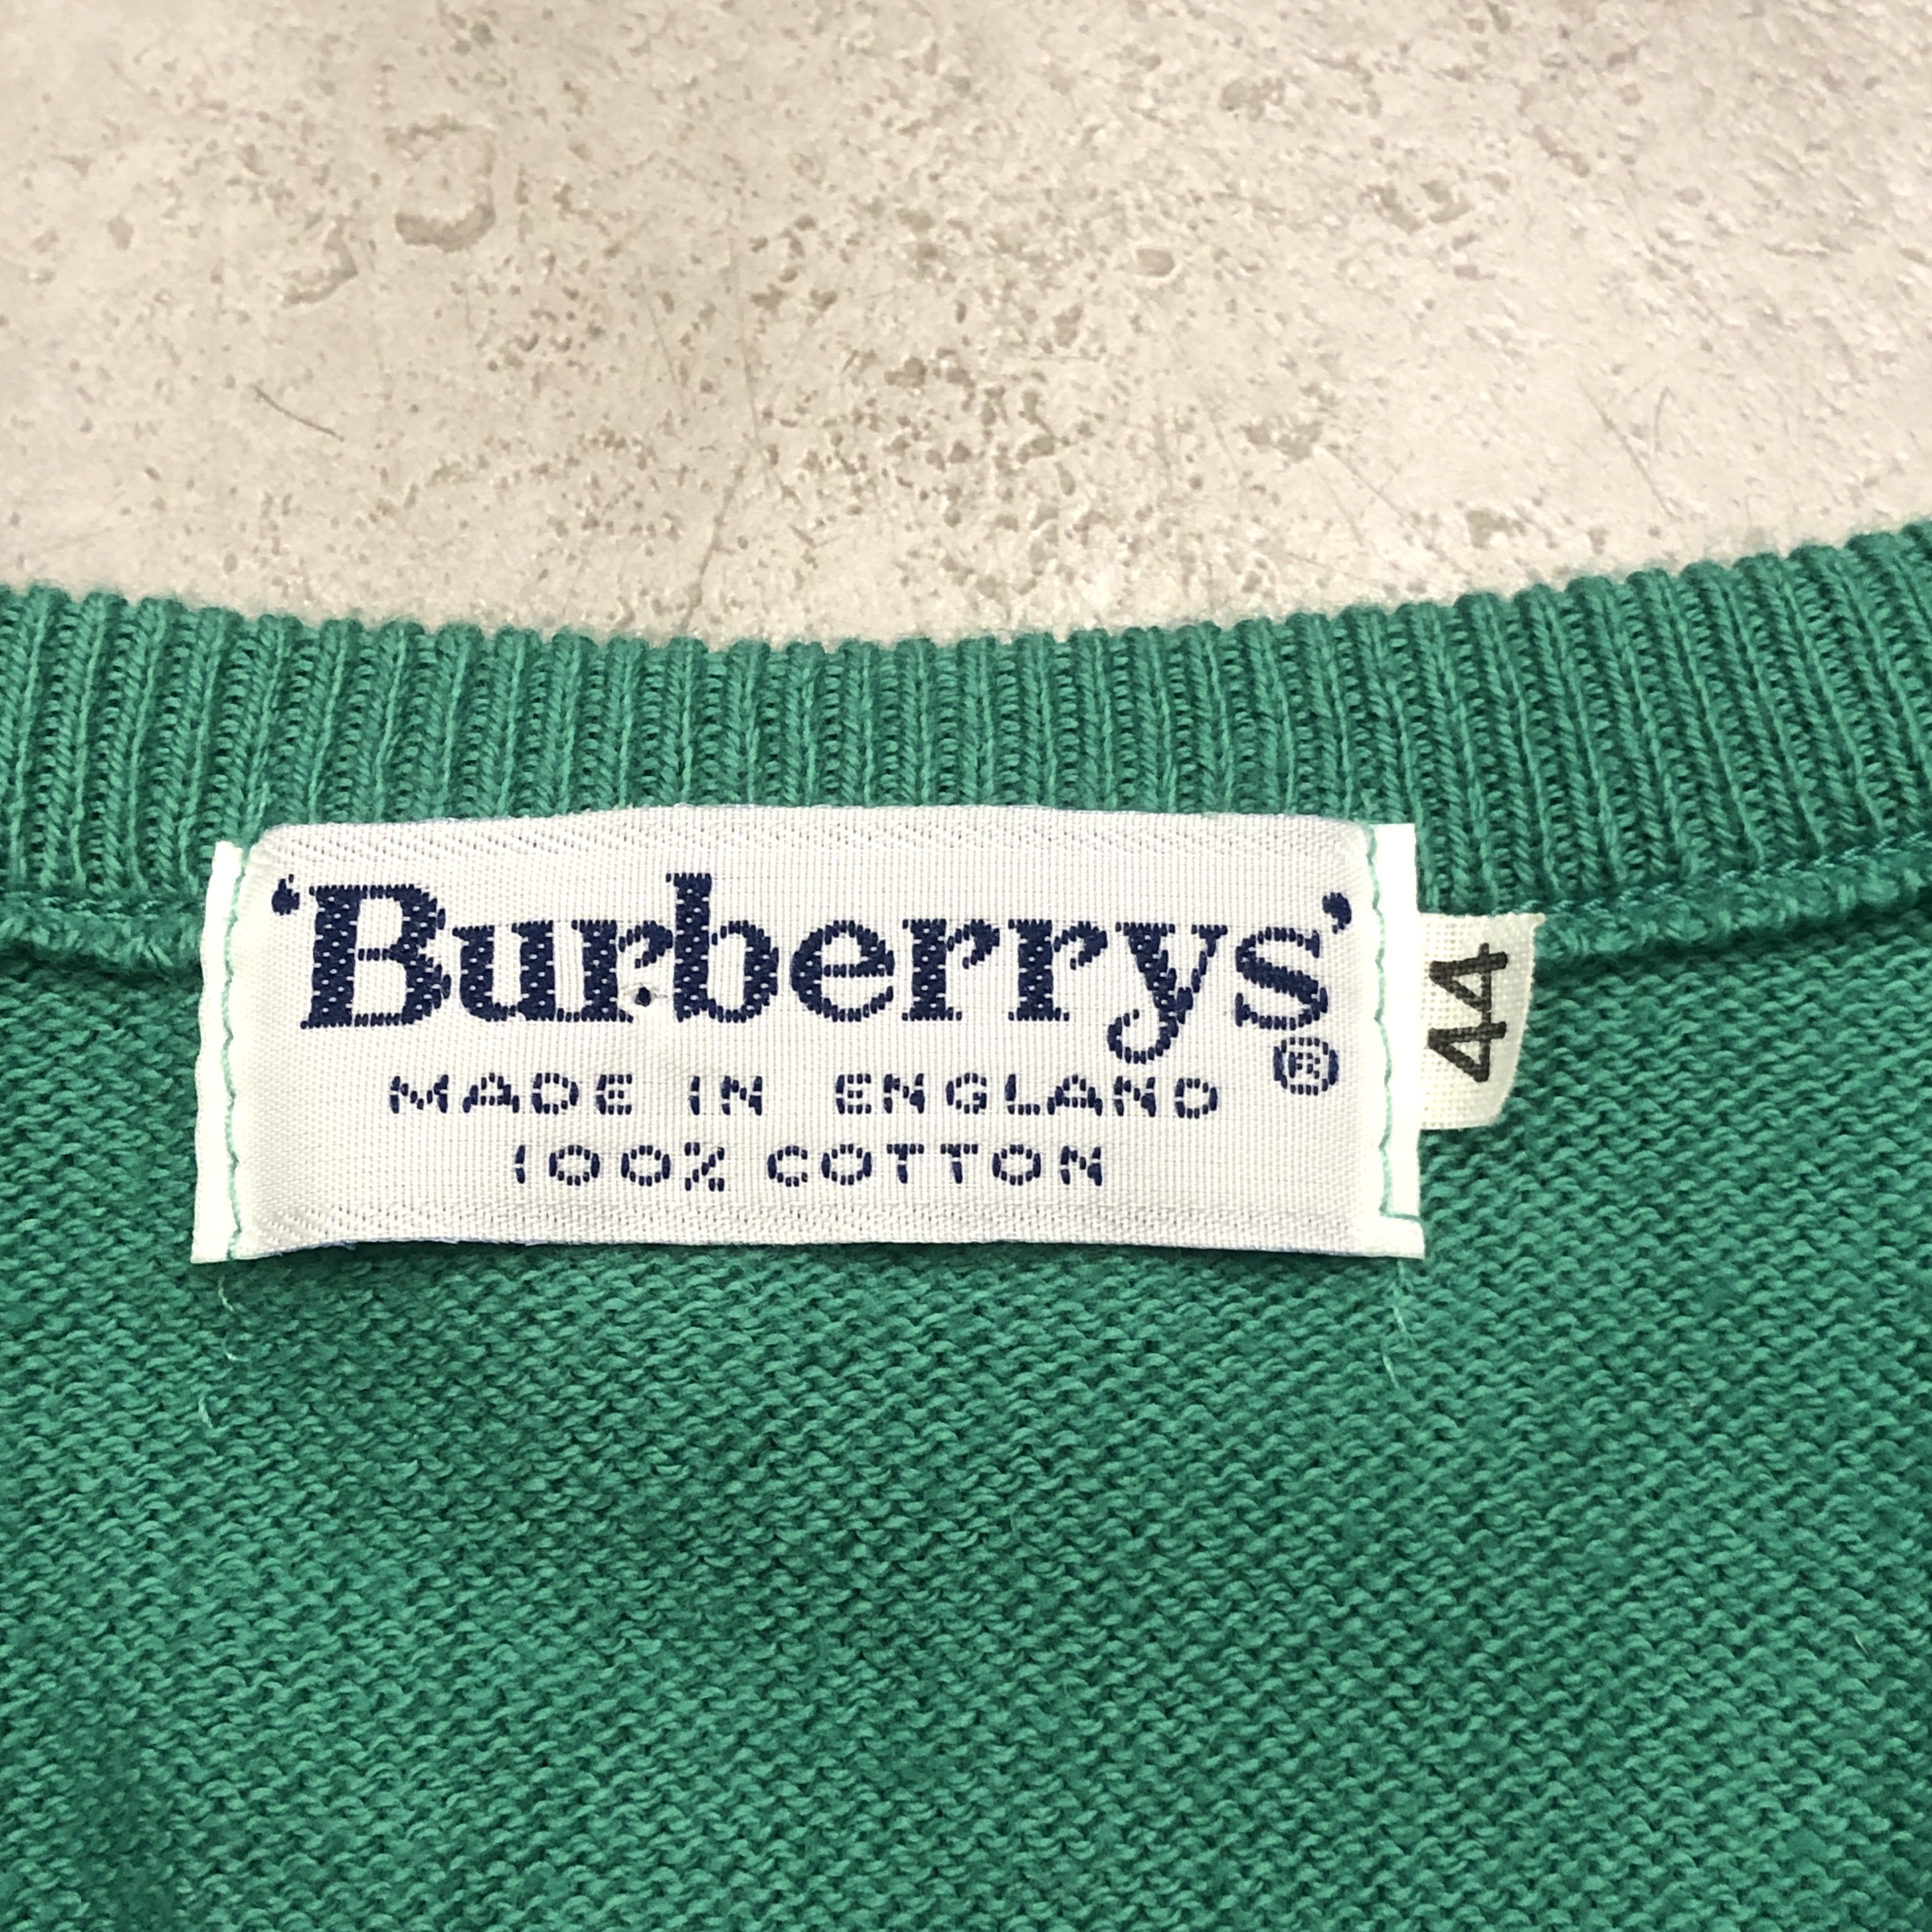 ‘Burberrys’
®
MADE IN ENGLAND
100% COTTON
44